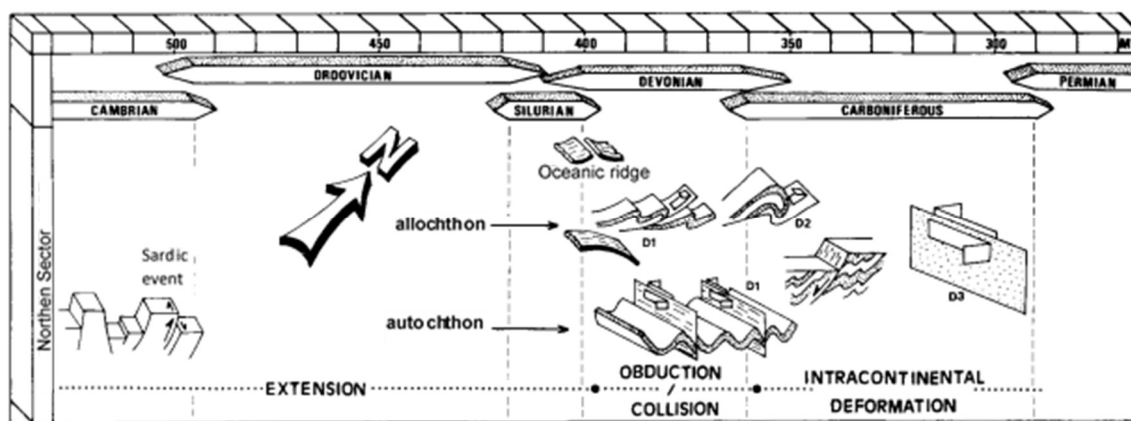 500 450 400 350 300 M
ORDOVICIAN DEVONIAN PERMIAN
CAMBRIAN SILURIAN CARBONIFEROUS
N
Oceanic ridge
allochthon
D1
D2
Sardic
event
D1
D3
autochthon
Northen Sector
EXTENSION
OBDUCTION
/
COLLISION
INTRACONTINENTAL
DEFORMATION